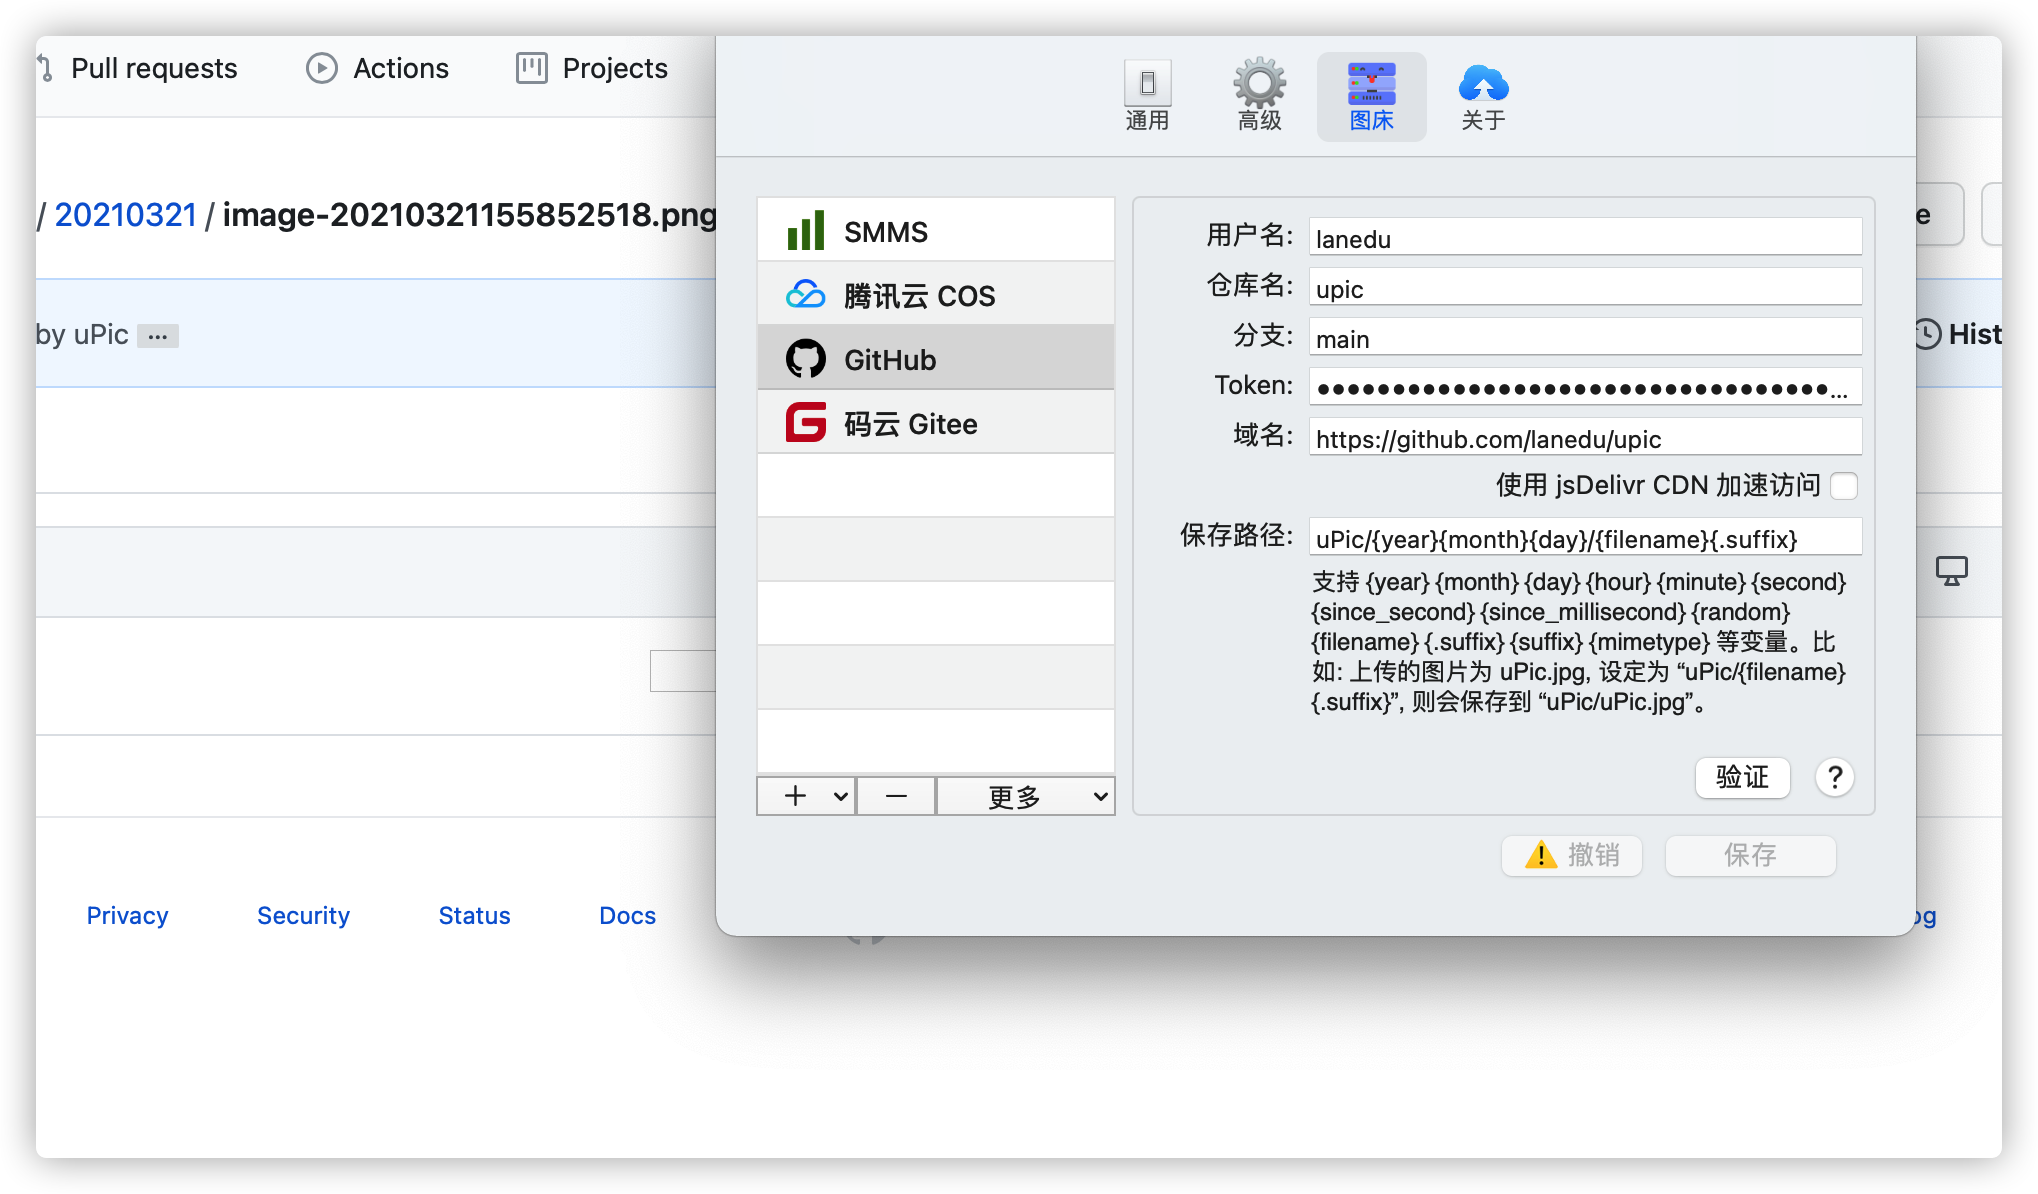 Pull requests
Actions
Projects
/ 20210321 / image-20210321155852518.png
by uPic ...
Hist
Privacy
Security
Status
Docs
通用
高级
图床
关于
SMMS
腾讯云 COS
GitHub
码云 Gitee
更多
用户名: lanedu
仓库名: upic
分支: main
Token: ●●●●●●●●●●●●●●●●●●●●●●●●●●●●●●●●●●...
域名: https://github.com/lanedu/upic
使用 jsDelivr CDN 加速访问
保存路径: uPic/{year}{month}{day}/{filename}{.suffix}
支持 {year} {month} {day} {hour} {minute} {second}
{since_second} {since_millisecond} {random}
{filename} {.suffix} {suffix} {mimetype} 等变量。比
如: 上传的图片为 uPic.jpg, 设定为 “uPic/{filename}
{.suffix}”, 则会保存到 “uPic/uPic.jpg”。
验证
?
撤销
保存